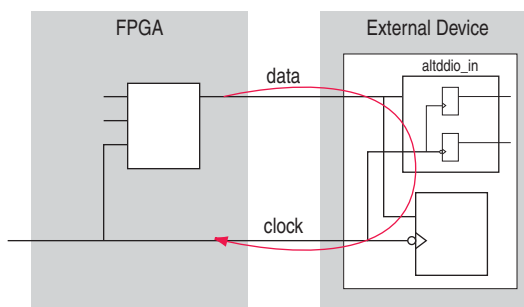 FPGA
External Device
altddio_in
data
clock